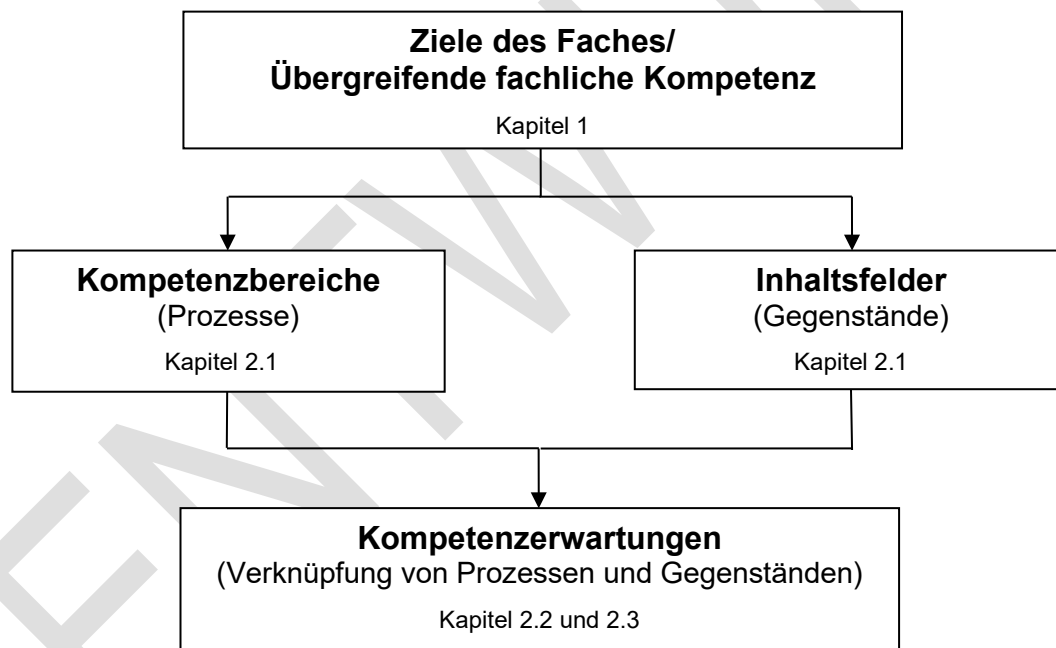 Ziele des Faches/
Übergreifende fachliche Kompetenz
Kapitel 1
Kompetenzbereiche
(Prozesse)
Kapitel 2.1
Inhaltsfelder
(Gegenstände)
Kapitel 2.1
Kompetenzerwartungen
(Verknüpfung von Prozessen und Gegenständen)
Kapitel 2.2 und 2.3